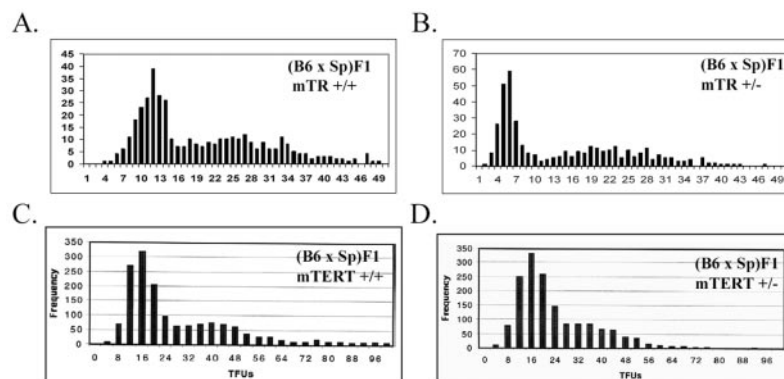 A.
(B6 x Sp)F1
mTR +/+
45
40
35
30
25
20
15
10
5
0
1 4 7 10 13 16 19 22 25 28 31 34 37 40 43 46 49
B.
(B6 x Sp)F1
mTR +/-
70
60
50
40
30
20
10
0
1 4 7 10 13 16 19 22 25 28 31 34 37 40 43 46 49
C.
(B6 x Sp)F1
mTERT +/+
Frequency
350
300
250
200
150
100
50
0
0 8 16 24 32 40 48 56 64 72 80 88 96
TFUs
D.
(B6 x Sp)F1
mTERT +/-
Frequency
350
300
250
200
150
100
50
0
0 8 16 24 32 40 48 56 64 72 80 88 96
TFUs